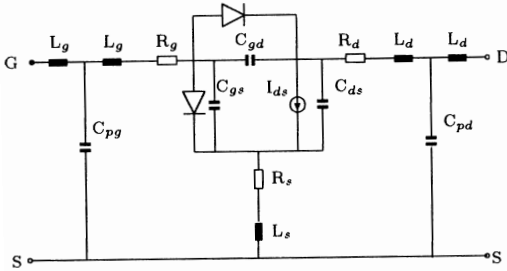 L_g L_g R_g C_gd R_d L_d L_d
G D
C_gs I_ds C_ds
C_pg C_pd
R_s
L_s
S S